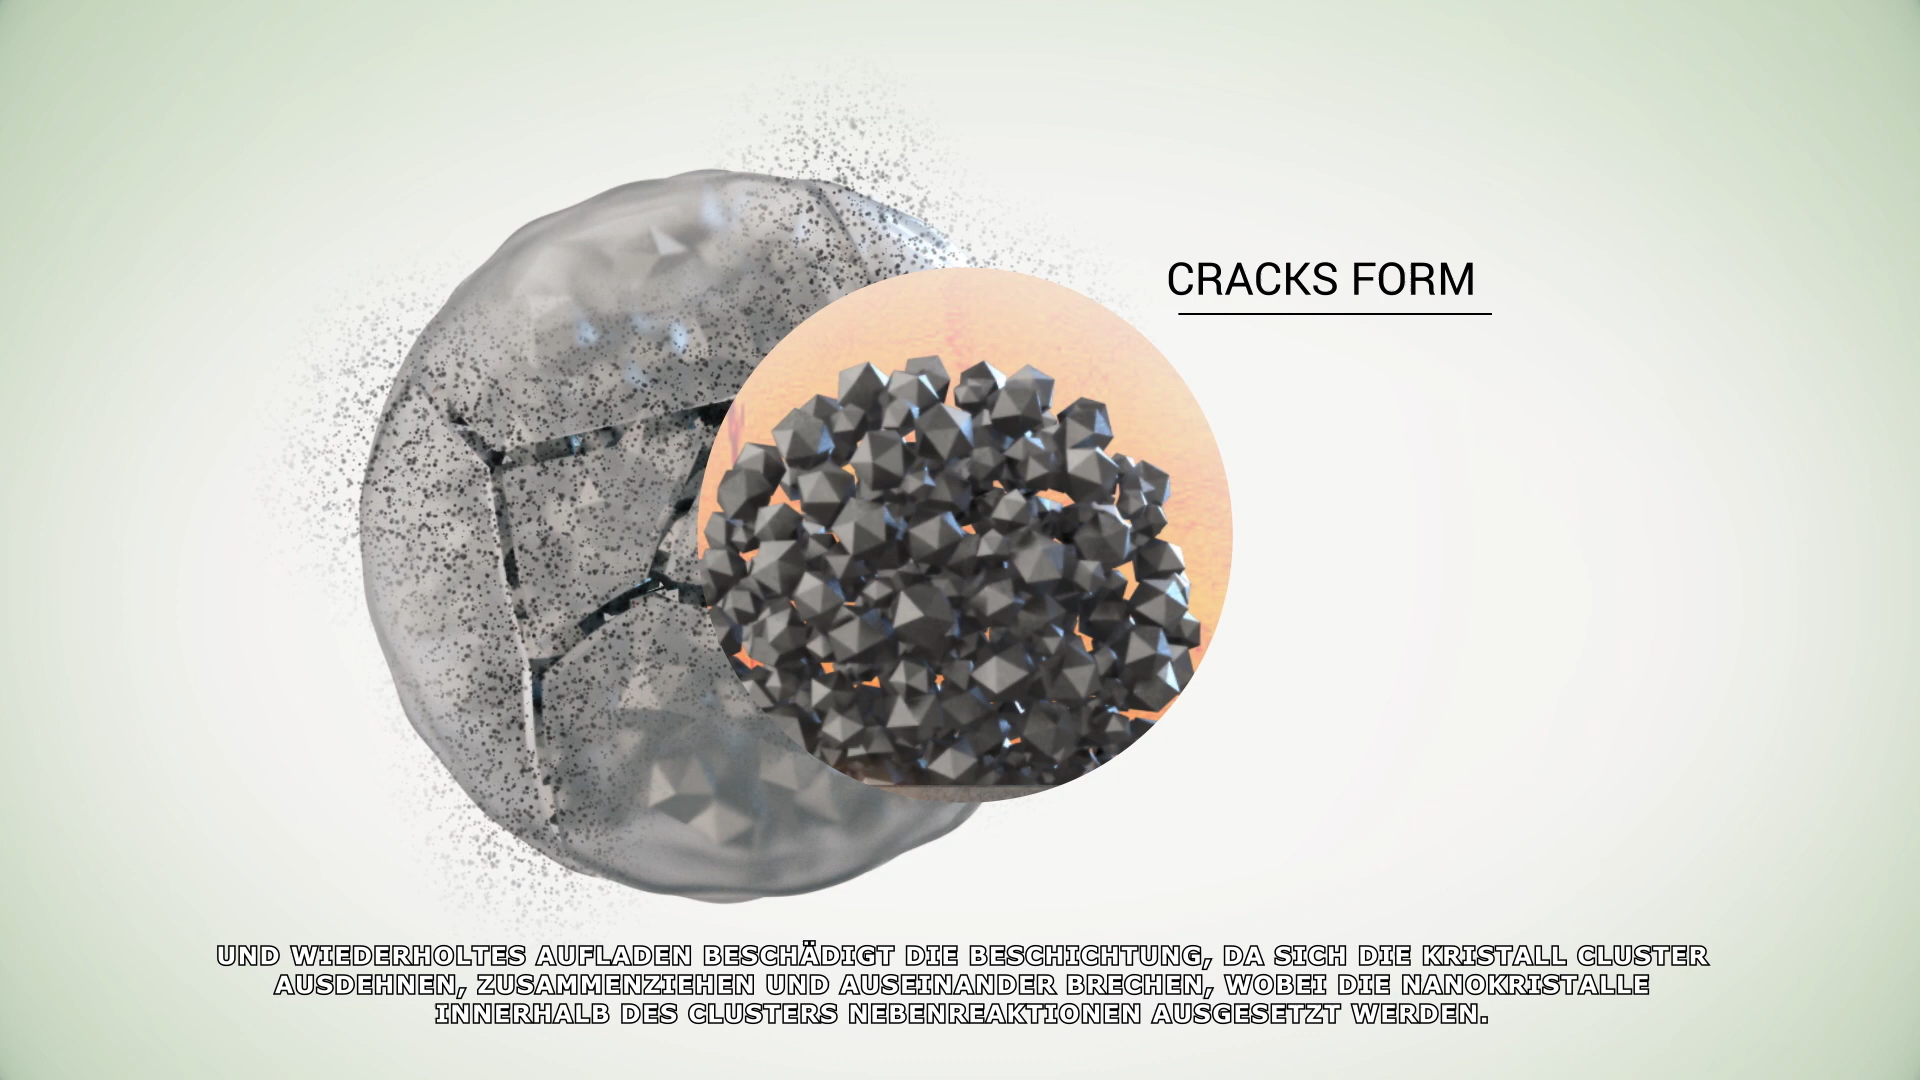 CRACKS FORM
UND WIEDERHOLTES AUFLADEN BESCHÄDIGT DIE BESCHICHTUNG, DA SICH DIE KRISTALL CLUSTER
AUSDEHNEN, ZUSAMMENZIEHEN UND AUSEINANDER BRECHEN, WOBEI DIE NANOKRISTALLE
INNERHALB DES CLUSTERS NEBENREAKTIONEN AUSGESETZT WERDEN.